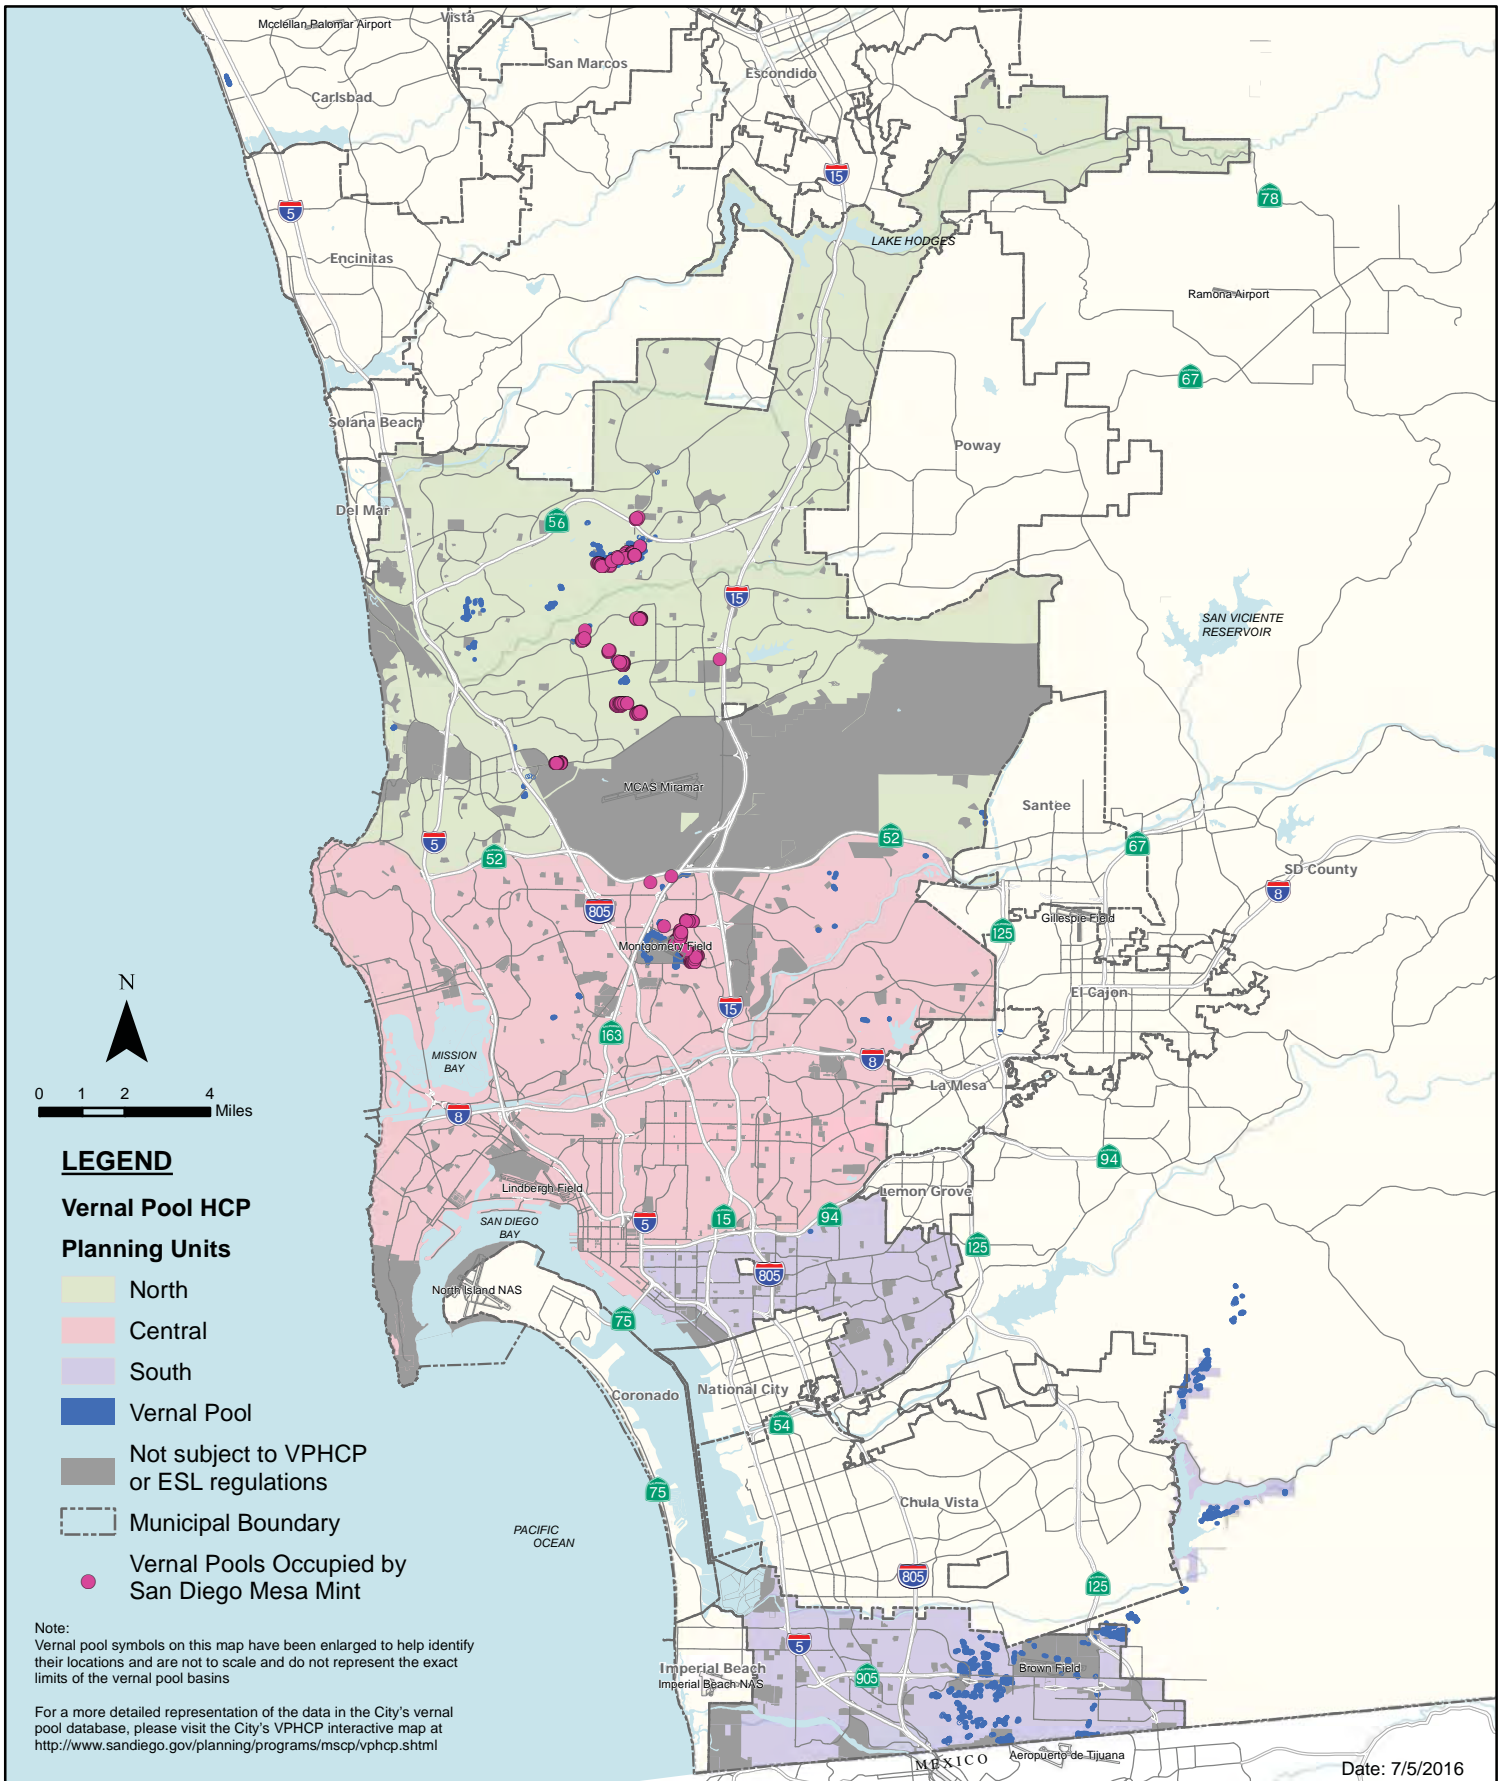 Mcclellan Palomar Airport
Vista
San Marcos
Escondido
Carlsbad
15
5
78
LAKE HODGES
Encinitas
Ramona Airport
67
Solana Beach
Poway
Del Mar
56
15
SAN VICIENTE
RESERVOIR
MCAS Miramar
Santee
5
52
52
67
SD County
8
805
Gillespie Field
125
Montgomery Field
El Cajon
N
15
163
MISSION
BAY
8
La Mesa
0 1 2 4
Miles
8
94
LEGEND
Vernal Pool HCP
Planning Units
North
Central
South
Vernal Pool
Not subject to VPHCP
or ESL regulations
Municipal Boundary
Vernal Pools Occupied by
San Diego Mesa Mint
Lindbergh Field
Lemon Grove
SAN DIEGO
BAY
5
15
94
125
805
North Island NAS
75
Coronado
National City
54
75
Chula Vista
PACIFIC
OCEAN
805
125
Note:
Vernal pool symbols on this map have been enlarged to help identify
their locations and are not to scale and do not represent the exact
limits of the vernal pool basins
For a more detailed representation of the data in the City's vernal
pool database, please visit the City's VPHCP interactive map at
http://www.sandiego.gov/planning/programs/mscp/vphcp.shtml
5
Imperial Beach
Imperial Beach NAS
905
Brown Field
MEXICO
Aeropuerto de Tijuana
Date: 7/5/2016